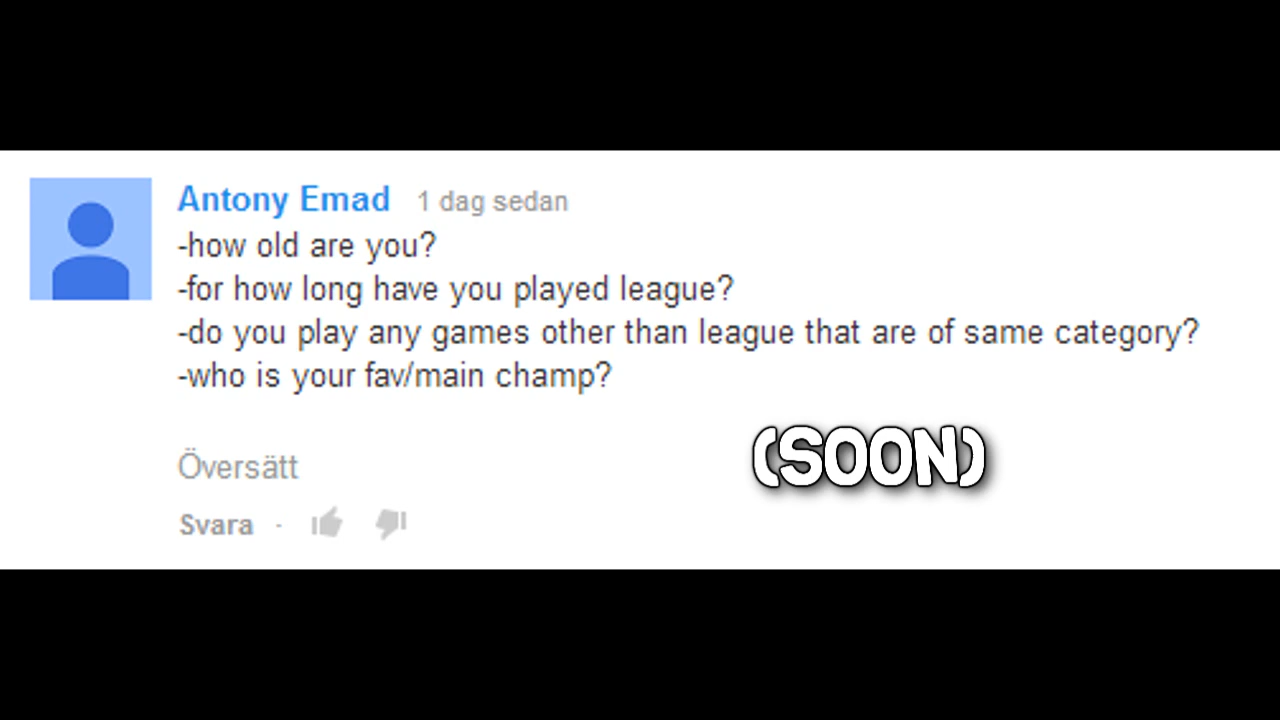 Antony Emad 1 dag sedan
-how old are you?
-for how long have you played league?
-do you play any games other than league that are of same category?
-who is your fav/main champ?
(SOON)
Översätt
Svara ·